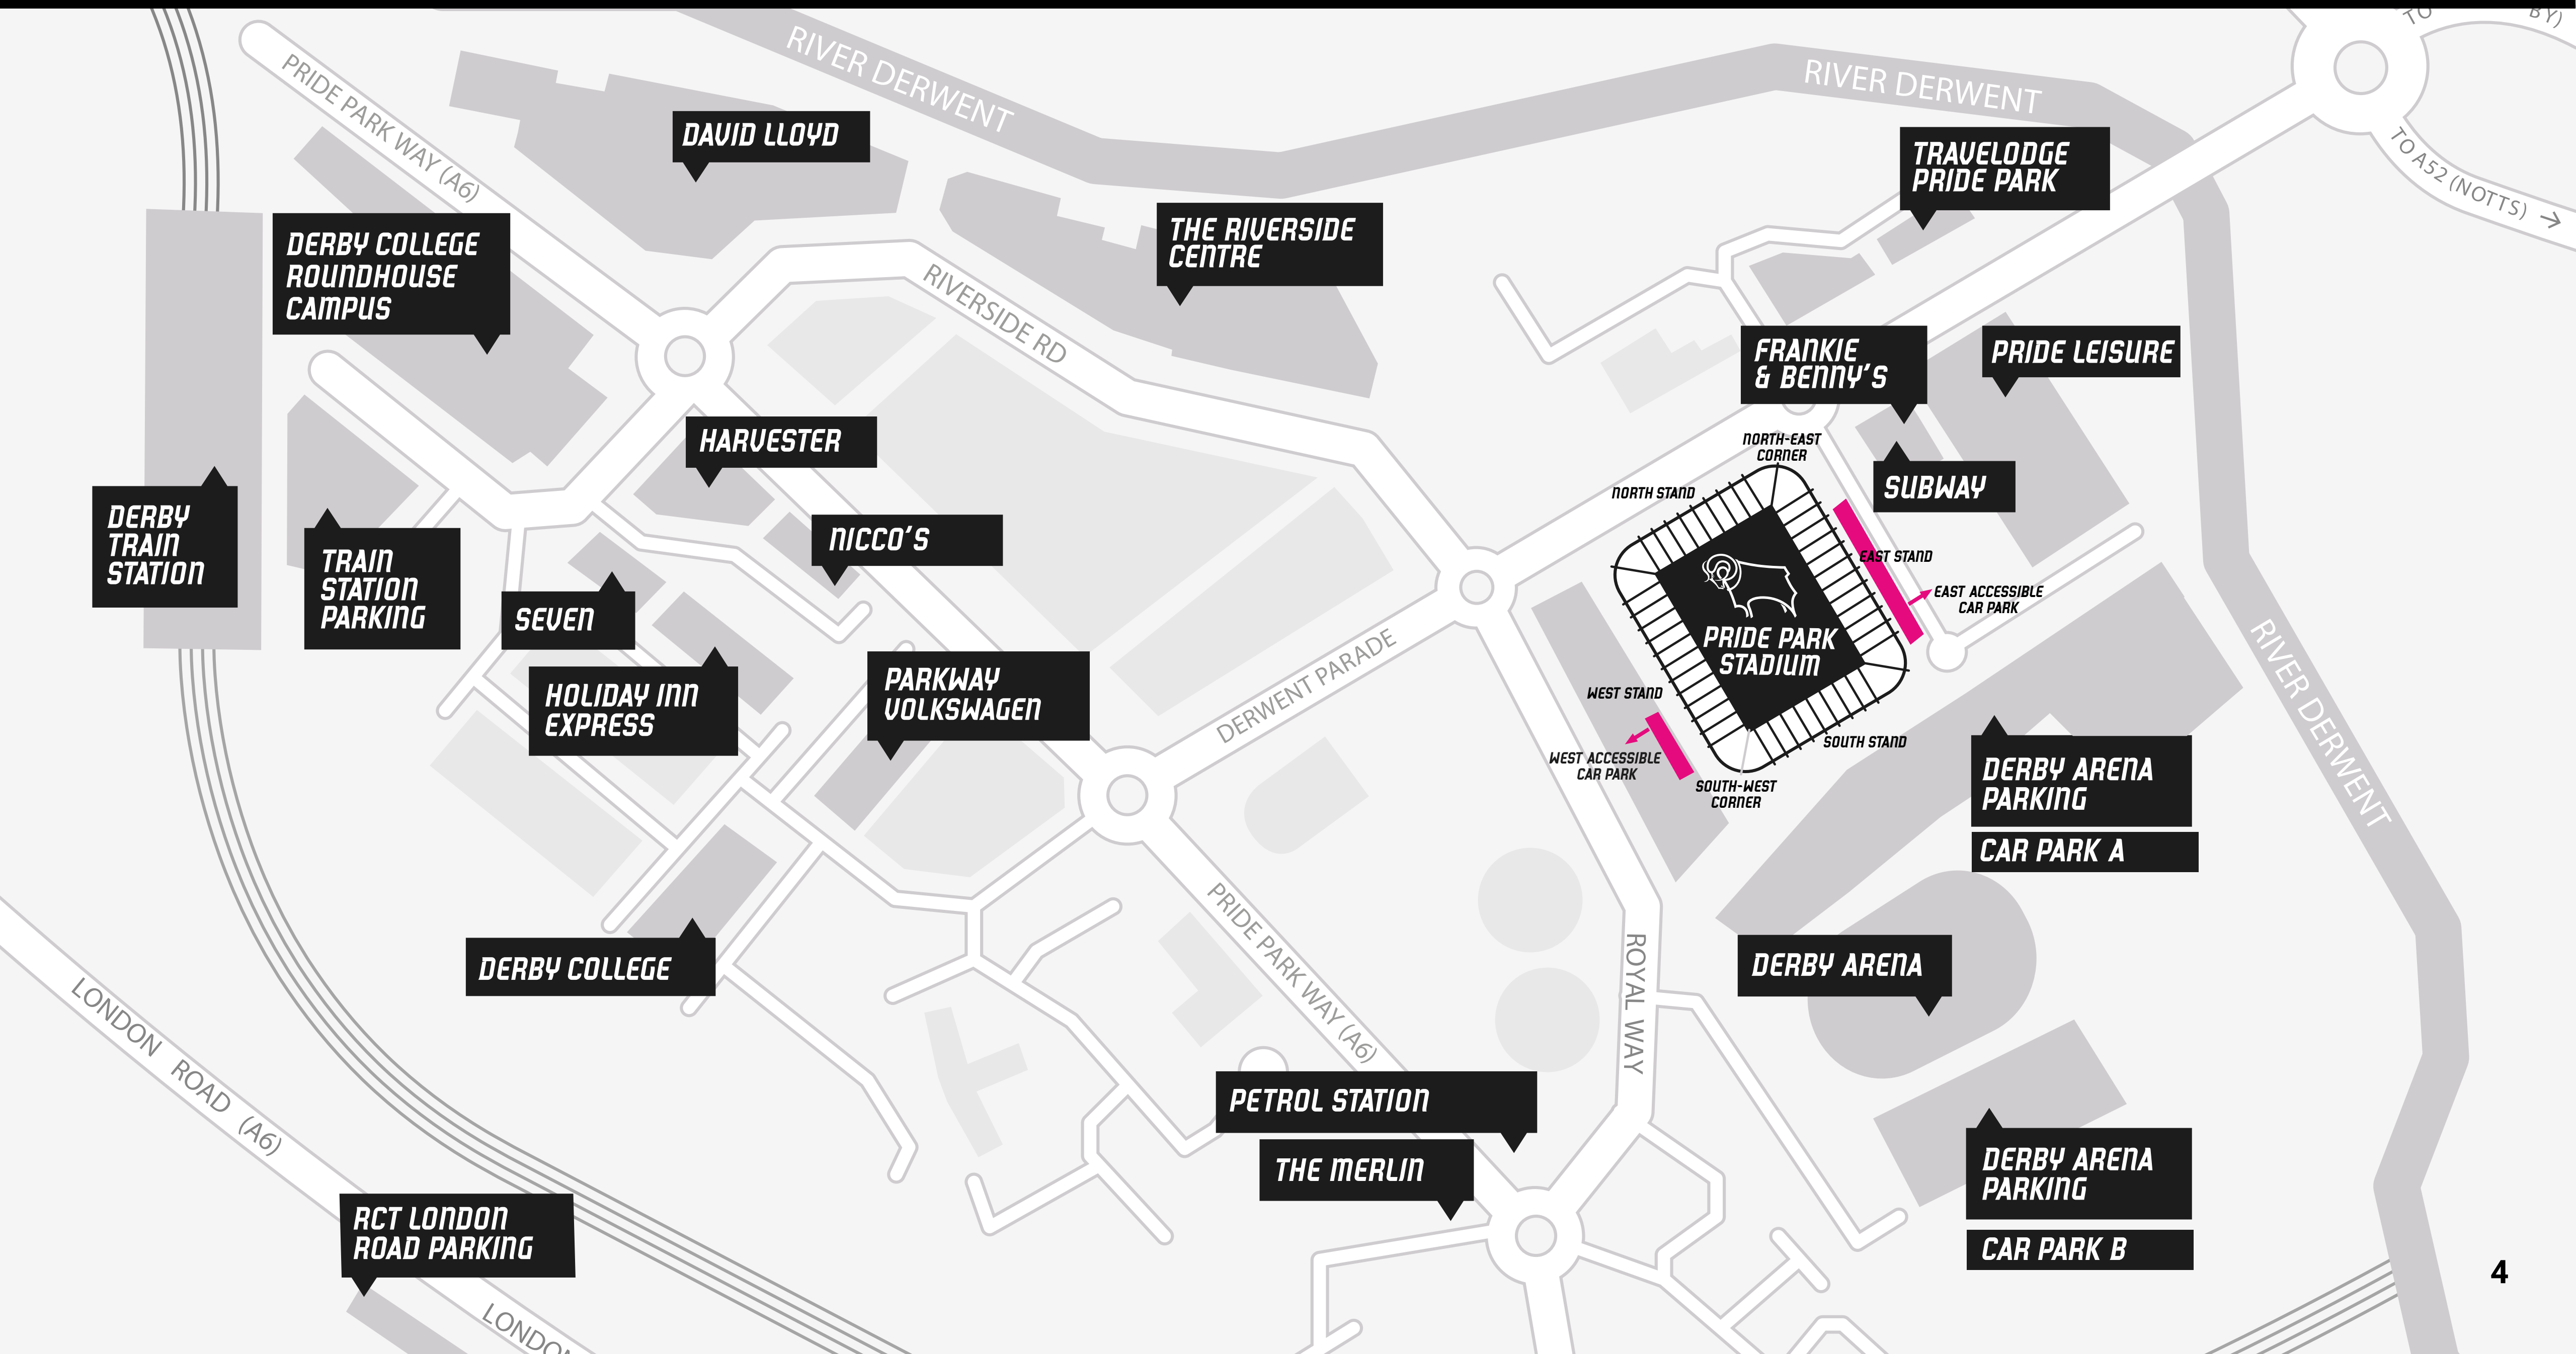 TO
BY)
RIVER DERWENT
RIVER DERWENT
PRIDE PARK WAY (A6)
DAVID LLOYD
TRAVELODGE
PRIDE PARK
TO A52 (NOTTS)
DERBY COLLEGE
ROUNDHOUSE
CAMPUS
THE RIVERSIDE
CENTRE
RIVERSIDE RD
FRANKIE
& BENNY'S
PRIDE LEISURE
HARVESTER
NORTH-EAST
CORNER
NORTH STAND
SUBWAY
DERBY
TRAIN
STATION
TRAIN
STATION
PARKING
NICCO'S
EAST STAND
EAST ACCESSIBLE
CAR PARK
SEVEN
PRIDE PARK
STADIUM
HOLIDAY INN
EXPRESS
PARKWAY
VOLKSWAGEN
DERWENT PARADE
WEST STAND
WEST ACCESSIBLE
CAR PARK
SOUTH STAND
SOUTH-WEST
CORNER
RIVER DERWENT
DERBY ARENA
PARKING
CAR PARK A
PRIDE PARK WAY (A6)
DERBY COLLEGE
DERBY ARENA
ROYAL WAY
LONDON ROAD (A6)
PETROL STATION
THE MERLIN
DERBY ARENA
PARKING
CAR PARK B
RCT LONDON
ROAD PARKING
LONDON
4